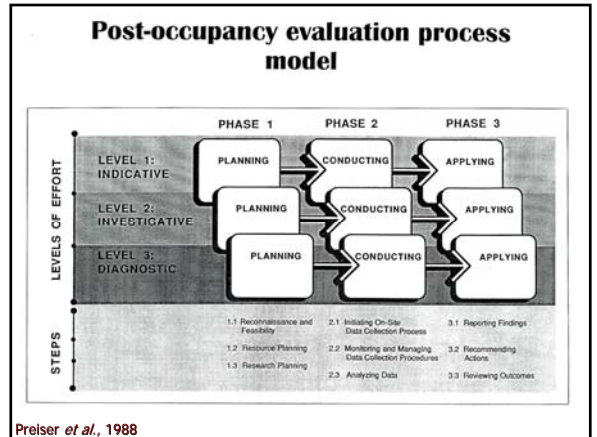 Post-occupancy evaluation process
model
PHASE 1 PHASE 2 PHASE 3
LEVELS OF EFFORT
LEVEL 1:
INDICATIVE
PLANNING CONDUCTING APPLYING
LEVEL 2:
INVESTIGATIVE
PLANNING CONDUCTING APPLYING
LEVEL 3:
DIAGNOSTIC
PLANNING CONDUCTING APPLYING
STEPS
1.1 Reconnaissance and
Feasibility
1.2 Resource Planning
1.3 Research Planning
2.1 Initiating On-Site
Data Collection Process
2.2 Monitoring and Managing
Data Collection Procedures
2.3 Analyzing Data
3.1 Reporting Findings
3.2 Recommending
Actions
3.3 Reviewing Outcomes
Preiser et al., 1988